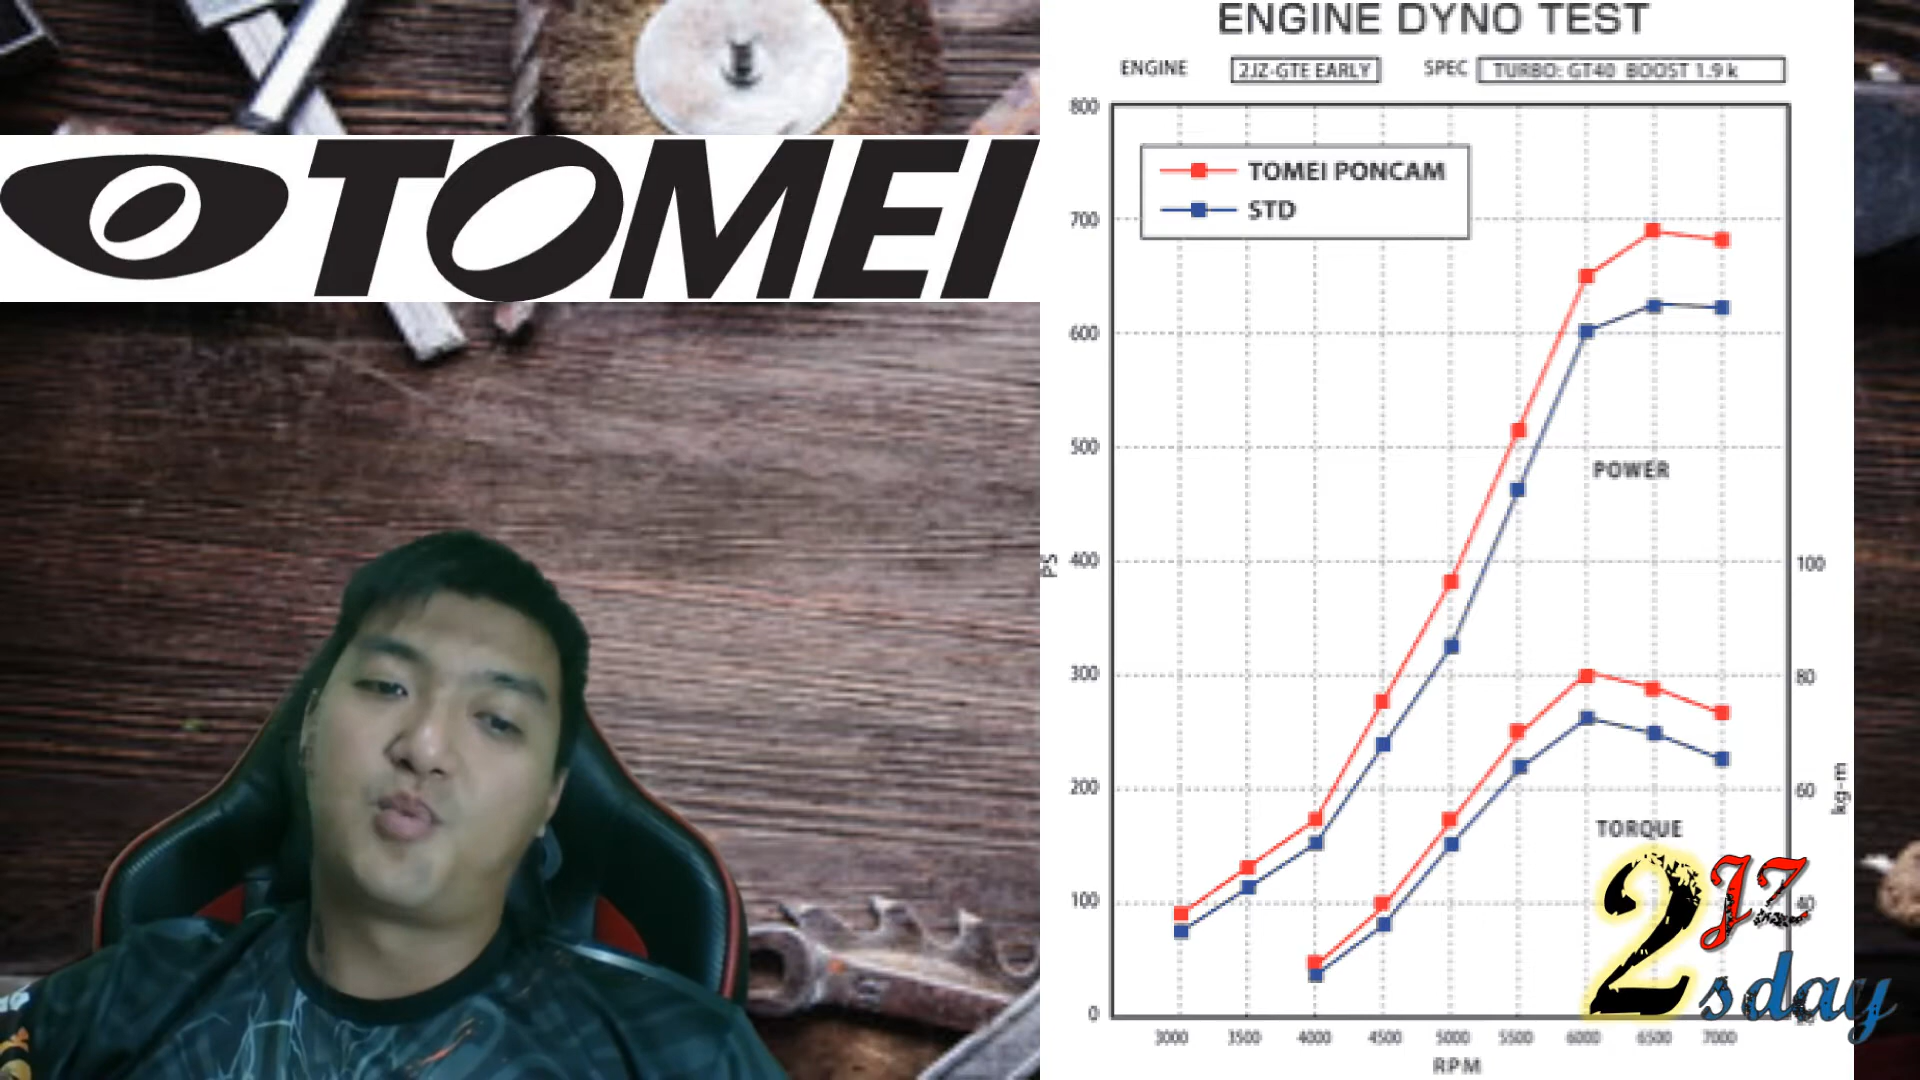 TOMEI
ENGINE DYNO TEST
ENGINE 2JZ-GTE EARLY SPEC TURBO: GT40 BOOST 1.9 k
TOMEI PONCAM
STD
800
700
600
500
400
300
200
100
0
PS
POWER
TORQUE
100
80
60
40
kg-m
3000 3500 4000 4500 5000 5500 6000 6500 7000
RPM
2JZ
2sday